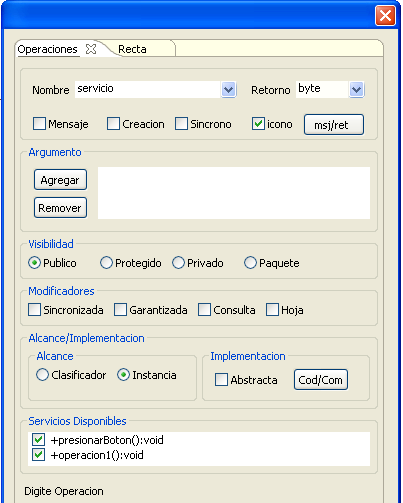 Operaciones Recta
Nombre servicio Retorno byte
Mensaje Creacion Sincrono icono msj/ret
Argumento
Agregar
Remover
Visibilidad
Publico Protegido Privado Paquete
Modificadores
Sincronizada Garantizada Consulta Hoja
Alcance/Implementacion
Alcance Implementacion
Clasificador Instancia Abstracta Cod/Com
Servicios Disponibles
+presionarBoton():void
+operacion1():void
Digite Operacion